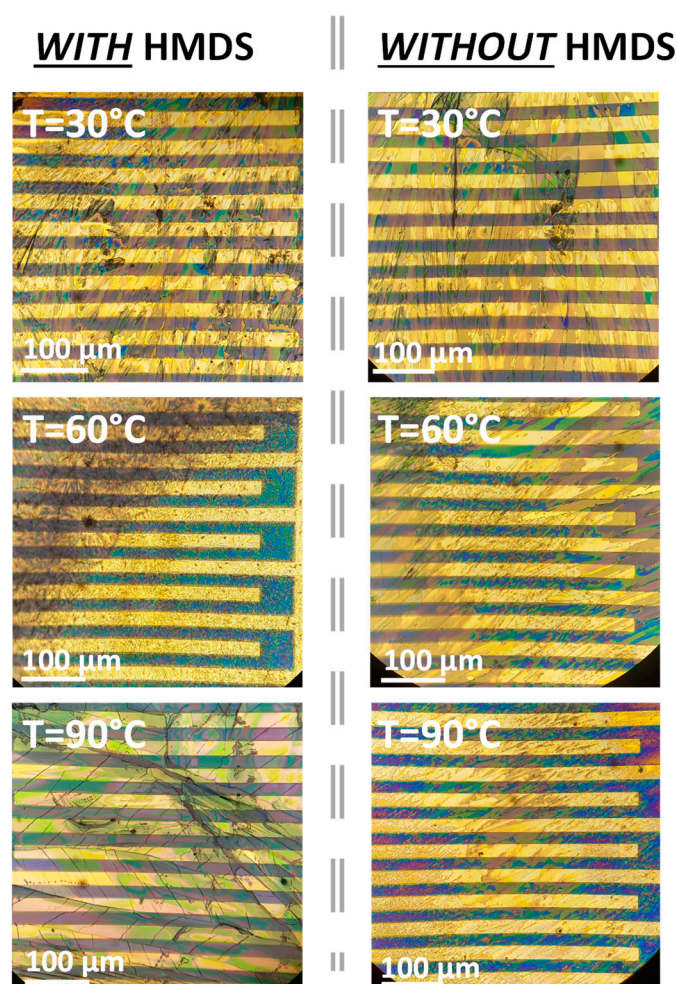 WITH HMDS
WITHOUT HMDS
T=30°C
T=30°C
100 µm
100 µm
T=60°C
T=60°C
100 µm
100 µm
T=90°C
T=90°C
100 µm
100 µm